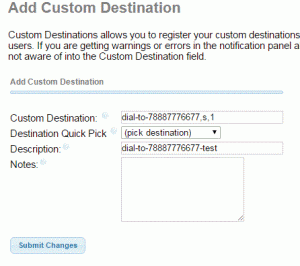 Add Custom Destination
Custom Destinations allows you to register your custom destinations
users. If you are getting warnings or errors in the notification panel a
not aware of into the Custom Destination field.
Add Custom Destination
Custom Destination: dial-to-78887776677,s,1
Destination Quick Pick (pick destination)
Description: dial-to-78887776677-test
Notes:
Submit Changes